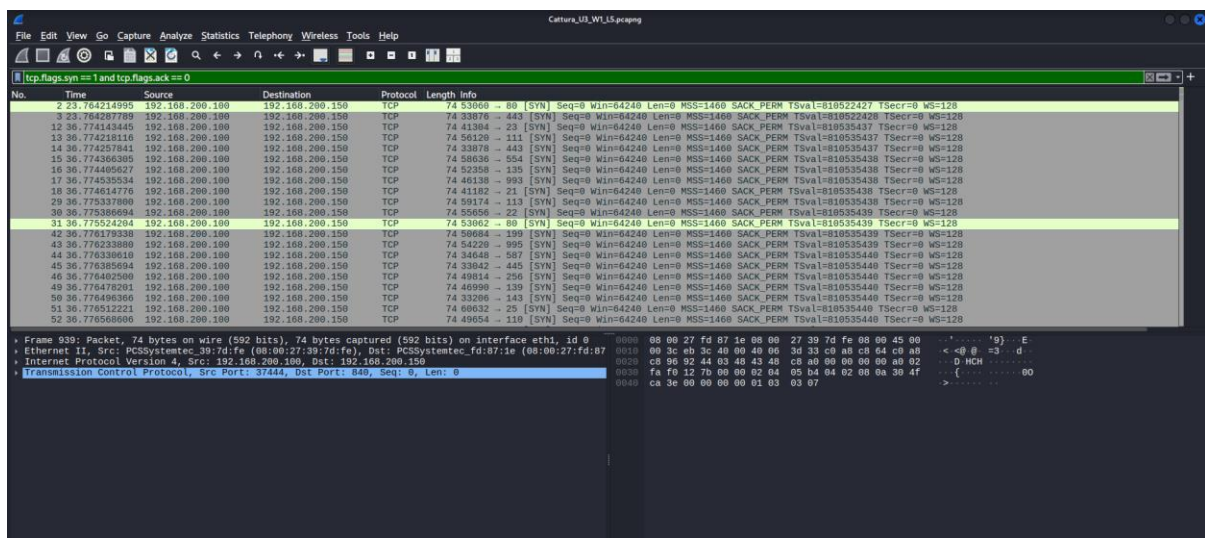 Cattura_U3_W1_L5.pcapng
File Edit View Go Capture Analyze Statistics Telephony Wireless Tools Help
tcp.flags.syn == 1 and tcp.flags.ack == 0
No. Time Source Destination Protocol Length Info
2 23.764214995 192.168.200.100 192.168.200.150 TCP 74 53060 → 80 [SYN] Seq=0 Win=64240 Len=0 MSS=1460 SACK_PERM TSval=810522427 TSecr=0 WS=128
3 23.764287789 192.168.200.100 192.168.200.150 TCP 74 33876 → 443 [SYN] Seq=0 Win=64240 Len=0 MSS=1460 SACK_PERM TSval=810522428 TSecr=0 WS=128
12 36.774143445 192.168.200.100 192.168.200.150 TCP 74 41304 → 23 [SYN] Seq=0 Win=64240 Len=0 MSS=1460 SACK_PERM TSval=810535437 TSecr=0 WS=128
13 36.774218116 192.168.200.100 192.168.200.150 TCP 74 56120 → 111 [SYN] Seq=0 Win=64240 Len=0 MSS=1460 SACK_PERM TSval=810535437 TSecr=0 WS=128
14 36.774257841 192.168.200.100 192.168.200.150 TCP 74 33878 → 443 [SYN] Seq=0 Win=64240 Len=0 MSS=1460 SACK_PERM TSval=810535437 TSecr=0 WS=128
15 36.774366305 192.168.200.100 192.168.200.150 TCP 74 58636 → 554 [SYN] Seq=0 Win=64240 Len=0 MSS=1460 SACK_PERM TSval=810535438 TSecr=0 WS=128
16 36.774405627 192.168.200.100 192.168.200.150 TCP 74 52358 → 135 [SYN] Seq=0 Win=64240 Len=0 MSS=1460 SACK_PERM TSval=810535438 TSecr=0 WS=128
17 36.774535534 192.168.200.100 192.168.200.150 TCP 74 46138 → 993 [SYN] Seq=0 Win=64240 Len=0 MSS=1460 SACK_PERM TSval=810535438 TSecr=0 WS=128
18 36.774614776 192.168.200.100 192.168.200.150 TCP 74 41182 → 21 [SYN] Seq=0 Win=64240 Len=0 MSS=1460 SACK_PERM TSval=810535438 TSecr=0 WS=128
29 36.775337800 192.168.200.100 192.168.200.150 TCP 74 59174 → 113 [SYN] Seq=0 Win=64240 Len=0 MSS=1460 SACK_PERM TSval=810535438 TSecr=0 WS=128
30 36.775386694 192.168.200.100 192.168.200.150 TCP 74 55656 → 22 [SYN] Seq=0 Win=64240 Len=0 MSS=1460 SACK_PERM TSval=810535439 TSecr=0 WS=128
31 36.775524204 192.168.200.100 192.168.200.150 TCP 74 53062 → 80 [SYN] Seq=0 Win=64240 Len=0 MSS=1460 SACK_PERM TSval=810535439 TSecr=0 WS=128
42 36.776179338 192.168.200.100 192.168.200.150 TCP 74 50684 → 199 [SYN] Seq=0 Win=64240 Len=0 MSS=1460 SACK_PERM TSval=810535439 TSecr=0 WS=128
43 36.776233880 192.168.200.100 192.168.200.150 TCP 74 54220 → 995 [SYN] Seq=0 Win=64240 Len=0 MSS=1460 SACK_PERM TSval=810535439 TSecr=0 WS=128
44 36.776330610 192.168.200.100 192.168.200.150 TCP 74 34648 → 587 [SYN] Seq=0 Win=64240 Len=0 MSS=1460 SACK_PERM TSval=810535440 TSecr=0 WS=128
45 36.776385694 192.168.200.100 192.168.200.150 TCP 74 33042 → 445 [SYN] Seq=0 Win=64240 Len=0 MSS=1460 SACK_PERM TSval=810535440 TSecr=0 WS=128
46 36.776402500 192.168.200.100 192.168.200.150 TCP 74 49814 → 256 [SYN] Seq=0 Win=64240 Len=0 MSS=1460 SACK_PERM TSval=810535440 TSecr=0 WS=128
49 36.776478201 192.168.200.100 192.168.200.150 TCP 74 46990 → 139 [SYN] Seq=0 Win=64240 Len=0 MSS=1460 SACK_PERM TSval=810535440 TSecr=0 WS=128
50 36.776496366 192.168.200.100 192.168.200.150 TCP 74 33206 → 143 [SYN] Seq=0 Win=64240 Len=0 MSS=1460 SACK_PERM TSval=810535440 TSecr=0 WS=128
51 36.776512221 192.168.200.100 192.168.200.150 TCP 74 60632 → 25 [SYN] Seq=0 Win=64240 Len=0 MSS=1460 SACK_PERM TSval=810535440 TSecr=0 WS=128
52 36.776568606 192.168.200.100 192.168.200.150 TCP 74 49654 → 110 [SYN] Seq=0 Win=64240 Len=0 MSS=1460 SACK_PERM TSval=810535440 TSecr=0 WS=128
Frame 939: Packet, 74 bytes on wire (592 bits), 74 bytes captured (592 bits) on interface eth1, id 0
Ethernet II, Src: PCSSystemtec_39:7d:fe (08:00:27:39:7d:fe), Dst: PCSSystemtec_fd:87:1e (08:00:27:fd:87
Internet Protocol Version 4, Src: 192.168.200.100, Dst: 192.168.200.150
Transmission Control Protocol, Src Port: 37444, Dst Port: 840, Seq: 0, Len: 0
0000 08 00 27 fd 87 1e 08 00 27 39 7d fe 08 00 45 00 ··'·····'9}···E·
0010 00 3c eb 3c 40 00 40 06 3d 33 c0 a8 c8 64 c0 a8 ·<·<@·@·=3···d··
0020 c8 96 92 44 03 48 43 48 c8 a0 00 00 00 00 a0 02 ···D·HCH········
0030 fa f0 12 7b 00 00 02 04 05 b4 04 02 08 0a 30 4f ···{··········0O
0040 ca 3e 00 00 00 00 01 03 03 07 ·>········